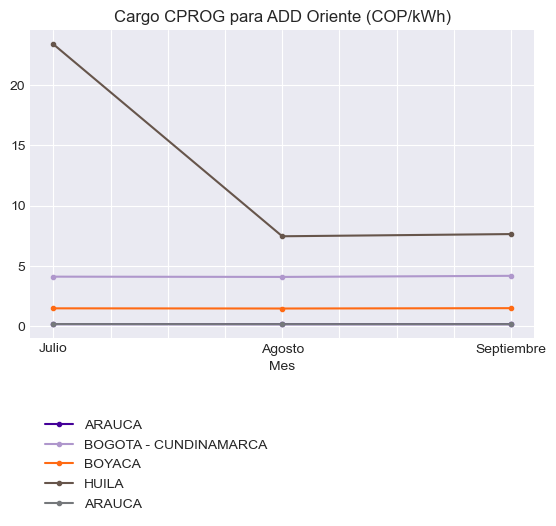 Cargo CPROG para ADD Oriente (COP/kWh)
20
15
10
5
0
Julio Agosto Septiembre
Mes
ARAUCA
BOGOTA - CUNDINAMARCA
BOYACA
HUILA
ARAUCA